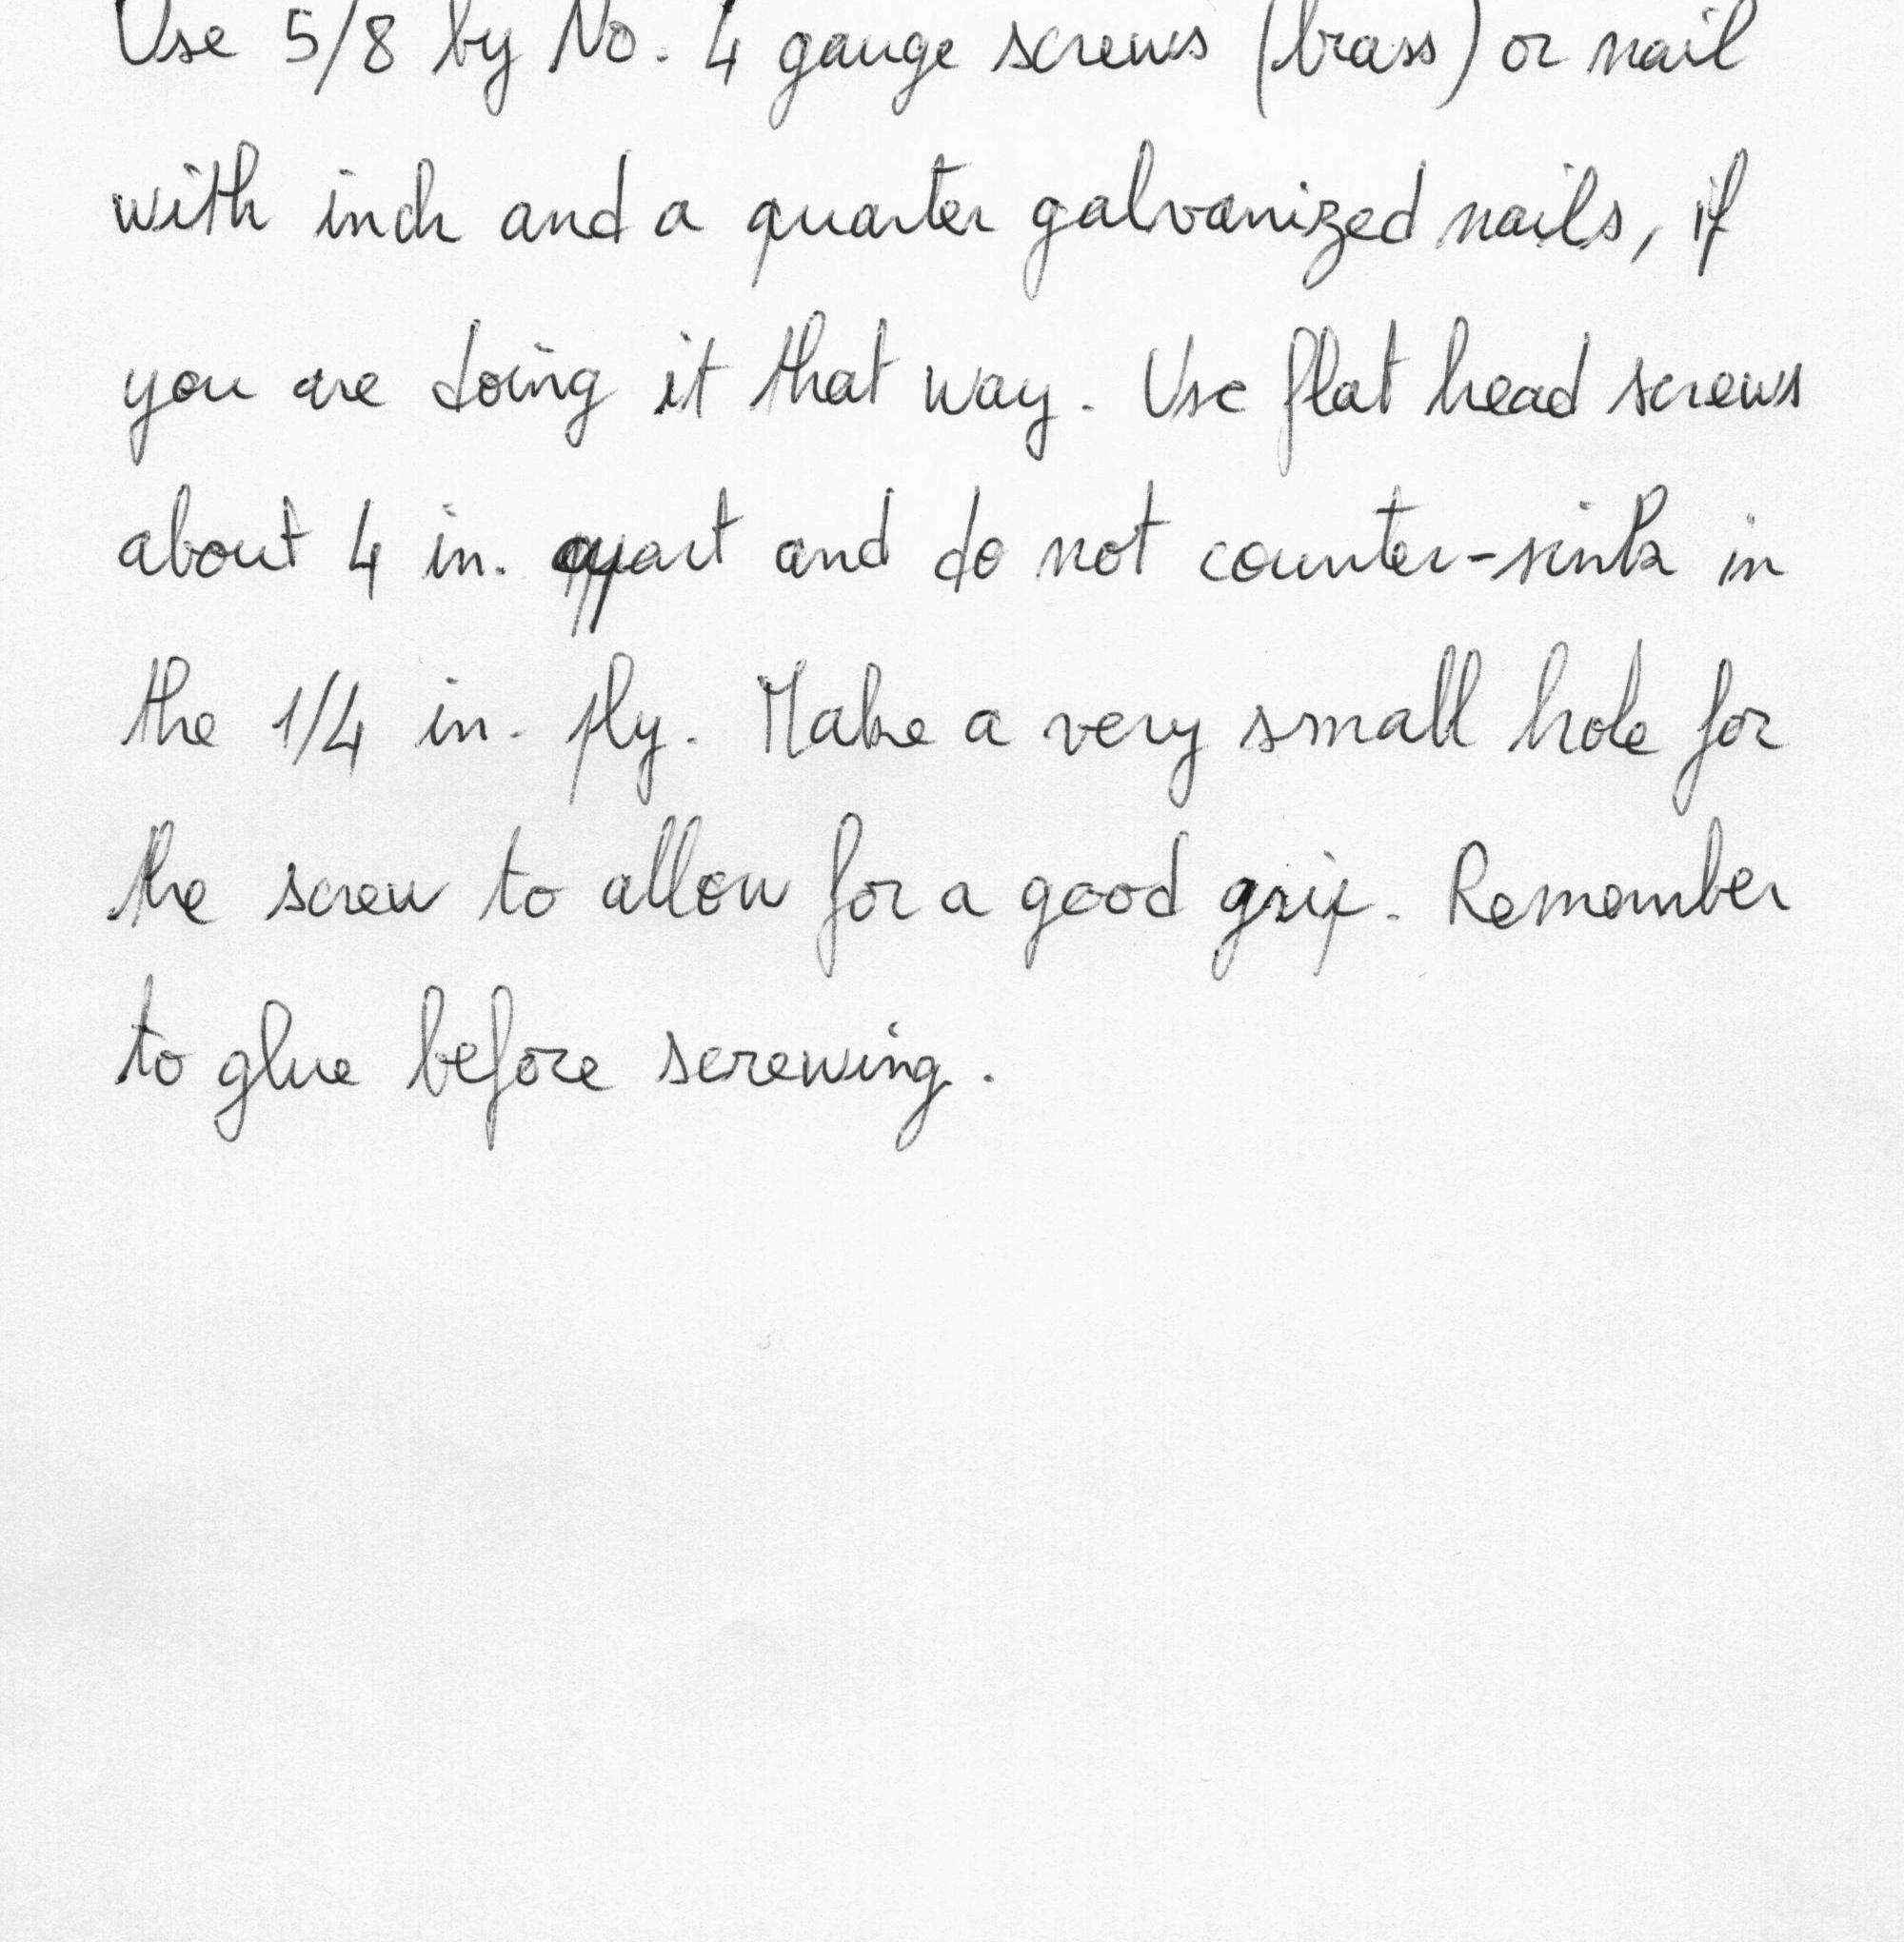 Use 5/8 by No. 4 gauge screws (brass) or nail
with inch and a quarter galvanized nails, if
you are doing it that way. Use flat head screws
about 4 in. apart and do not counter-sink in
the 1/4 in. ply. Make a very small hole for
the screw to allow for a good grip. Remember
to glue before screwing.